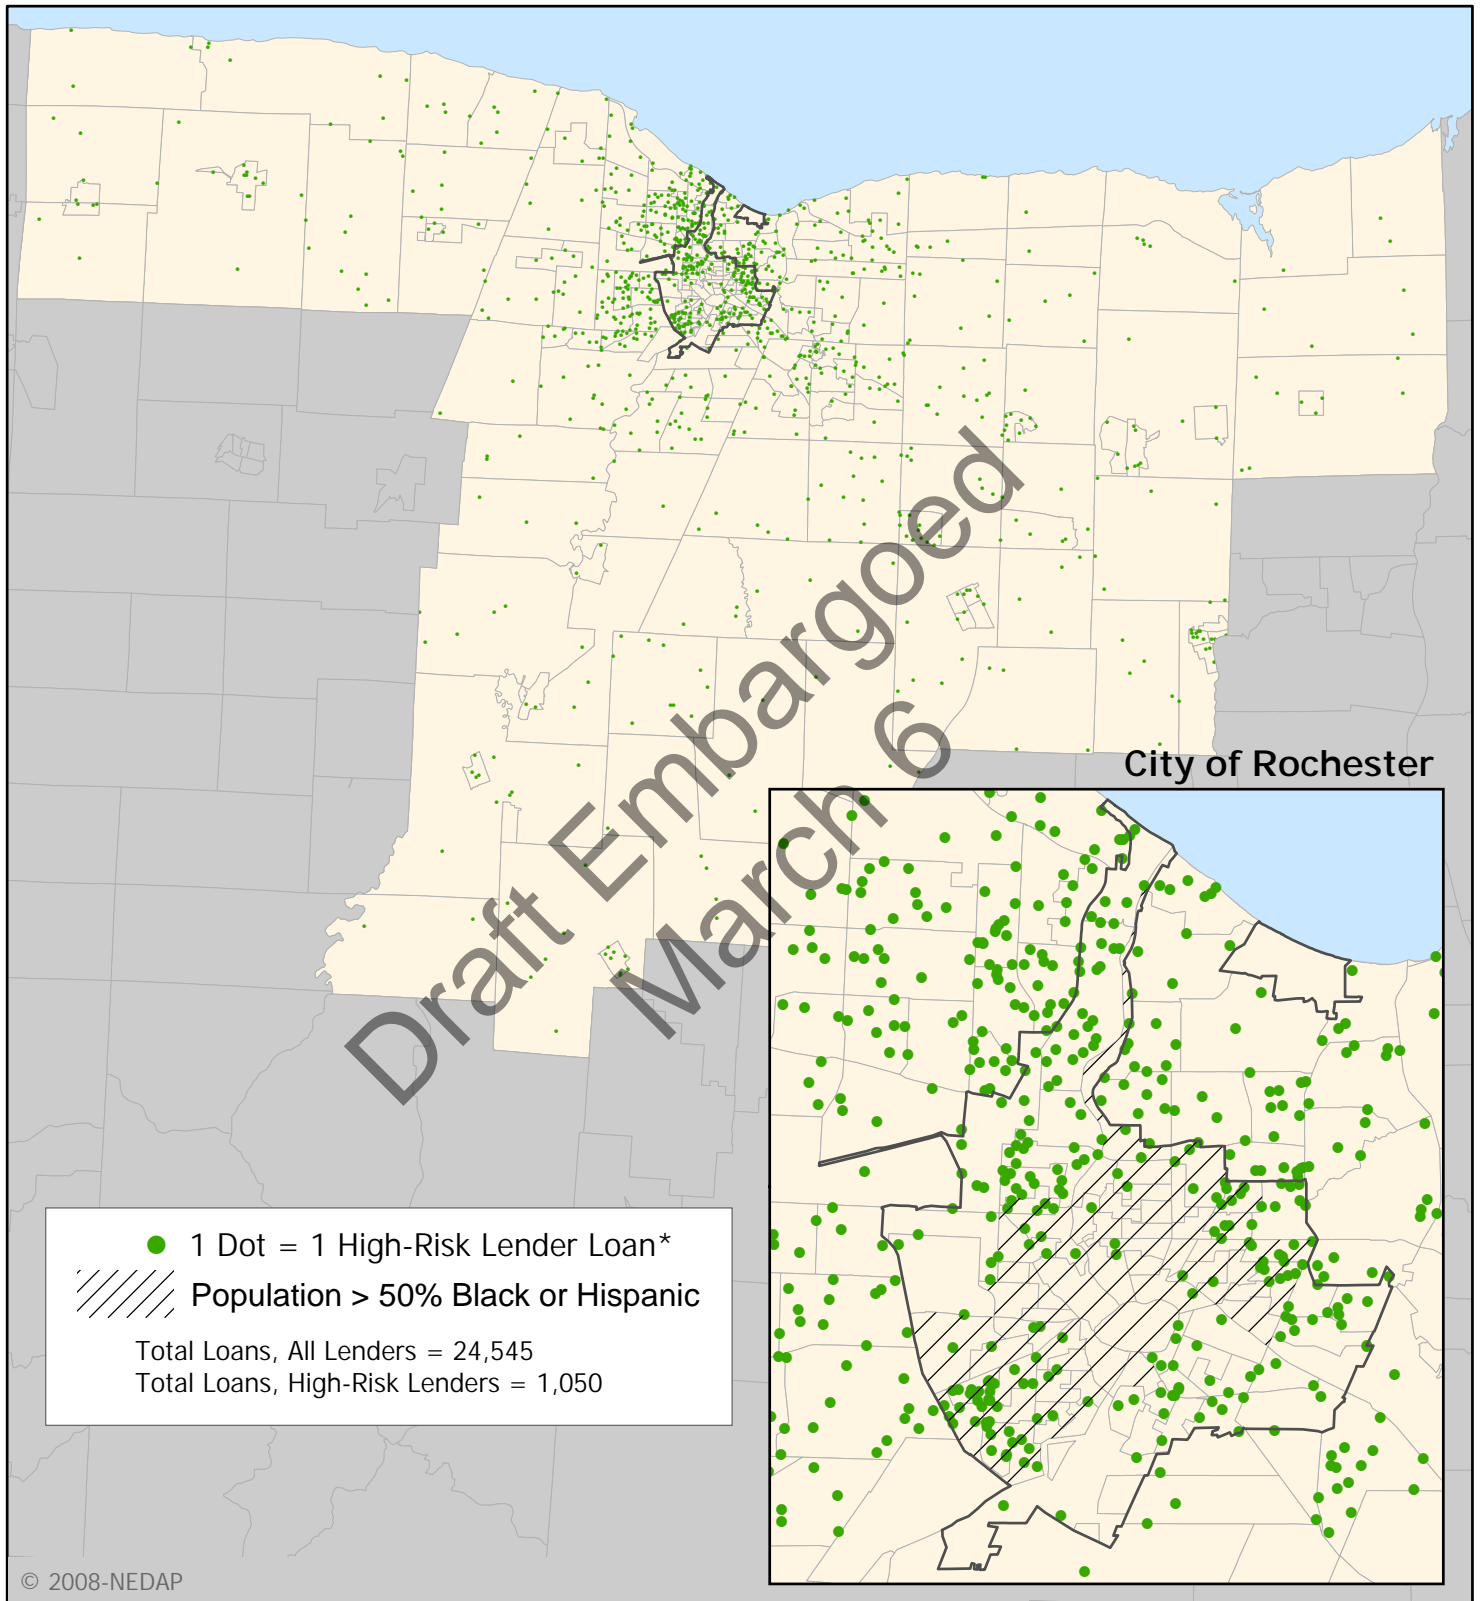 Draft Embargoed
March 6
City of Rochester
1 Dot = 1 High-Risk Lender Loan*
Population > 50% Black or Hispanic
Total Loans, All Lenders = 24,545
Total Loans, High-Risk Lenders = 1,050
© 2008-NEDAP